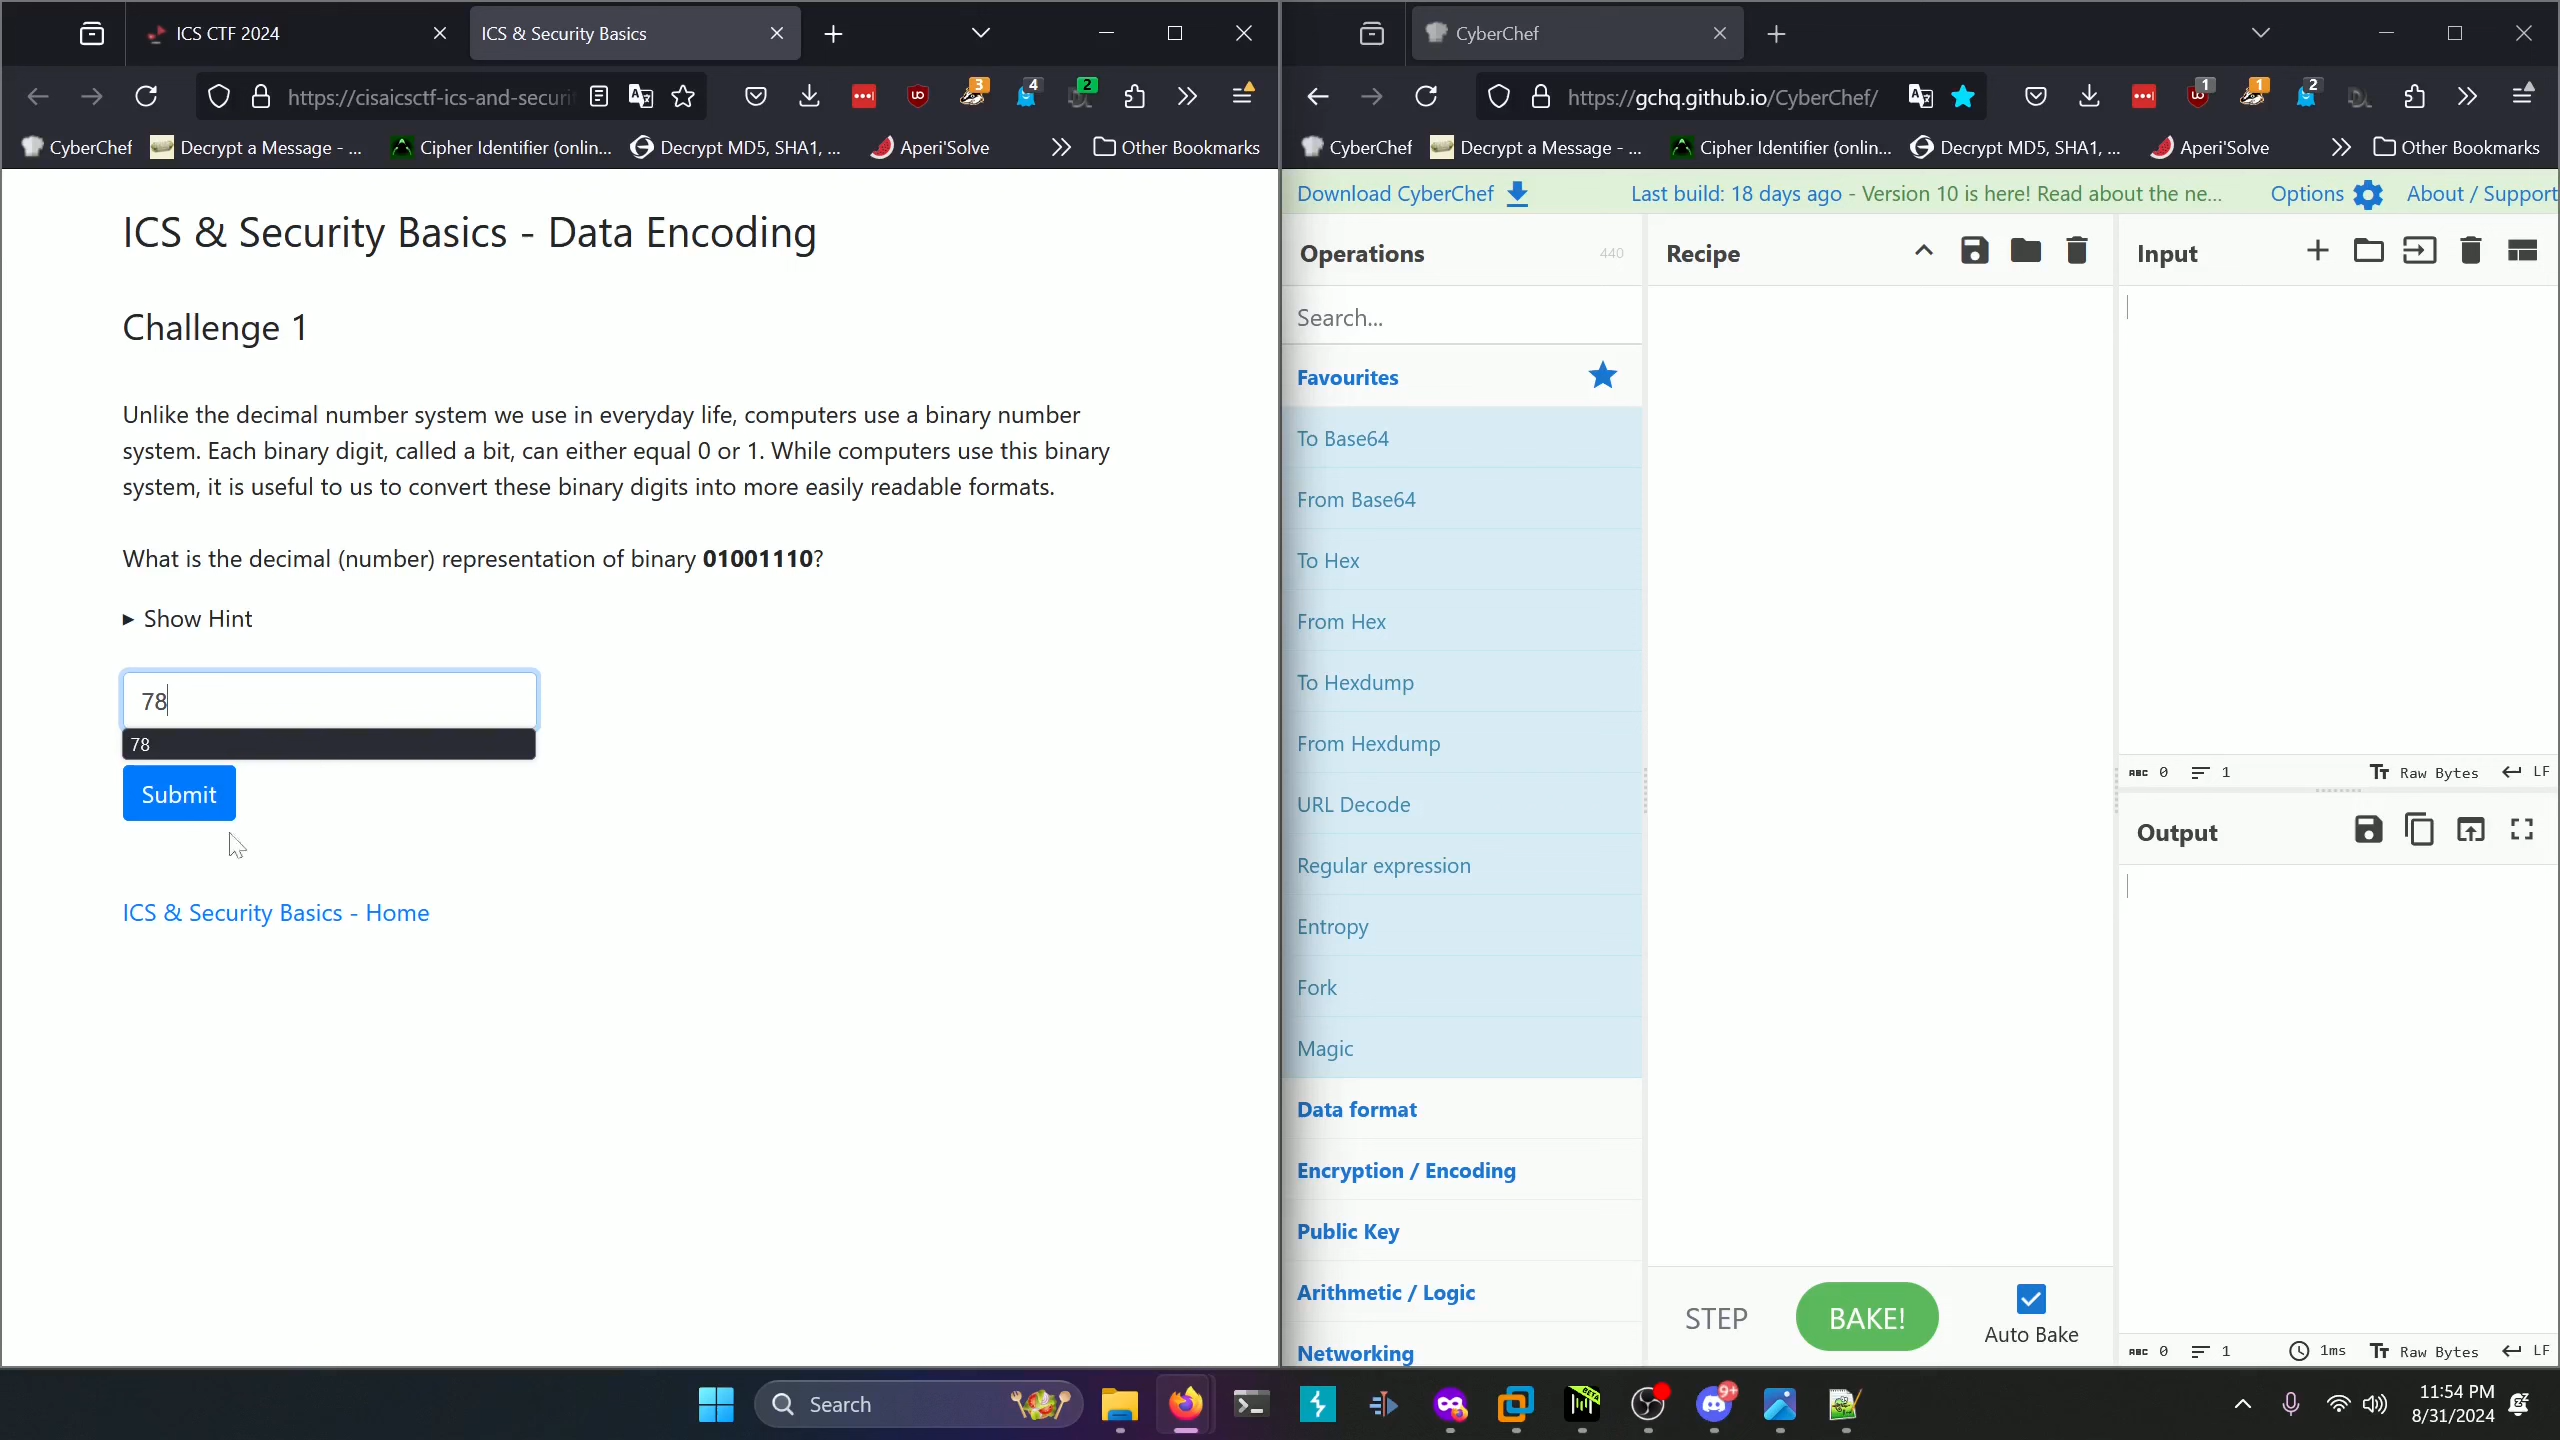 ICS CTF 2024
ICS & Security Basics
https://cisaicsctf-ics-and-securi
3
4
2
CyberChef
Decrypt a Message - ...
Cipher Identifier (onlin...
Decrypt MD5, SHA1, ...
Aperi'Solve
Other Bookmarks
ICS & Security Basics - Data Encoding
Challenge 1
Unlike the decimal number system we use in everyday life, computers use a binary number
system. Each binary digit, called a bit, can either equal 0 or 1. While computers use this binary
system, it is useful to us to convert these binary digits into more easily readable formats.
What is the decimal (number) representation of binary 01001110?
Show Hint
78
78
Submit
ICS & Security Basics - Home
CyberChef
https://gchq.github.io/CyberChef/
1
1
2
CyberChef
Decrypt a Message - ...
Cipher Identifier (onlin...
Decrypt MD5, SHA1, ...
Aperi'Solve
Other Bookmarks
Download CyberChef
Last build: 18 days ago - Version 10 is here! Read about the ne...
Options
About / Support
Operations
440
Search...
Favourites
To Base64
From Base64
To Hex
From Hex
To Hexdump
From Hexdump
URL Decode
Regular expression
Entropy
Fork
Magic
Data format
Encryption / Encoding
Public Key
Arithmetic / Logic
Networking
Recipe
STEP
BAKE!
Auto Bake
Input
ABC 0
1
Raw Bytes
LF
Output
ABC 0
1
1ms
Raw Bytes
LF
Search
BETA
9+
11:54 PM
8/31/2024